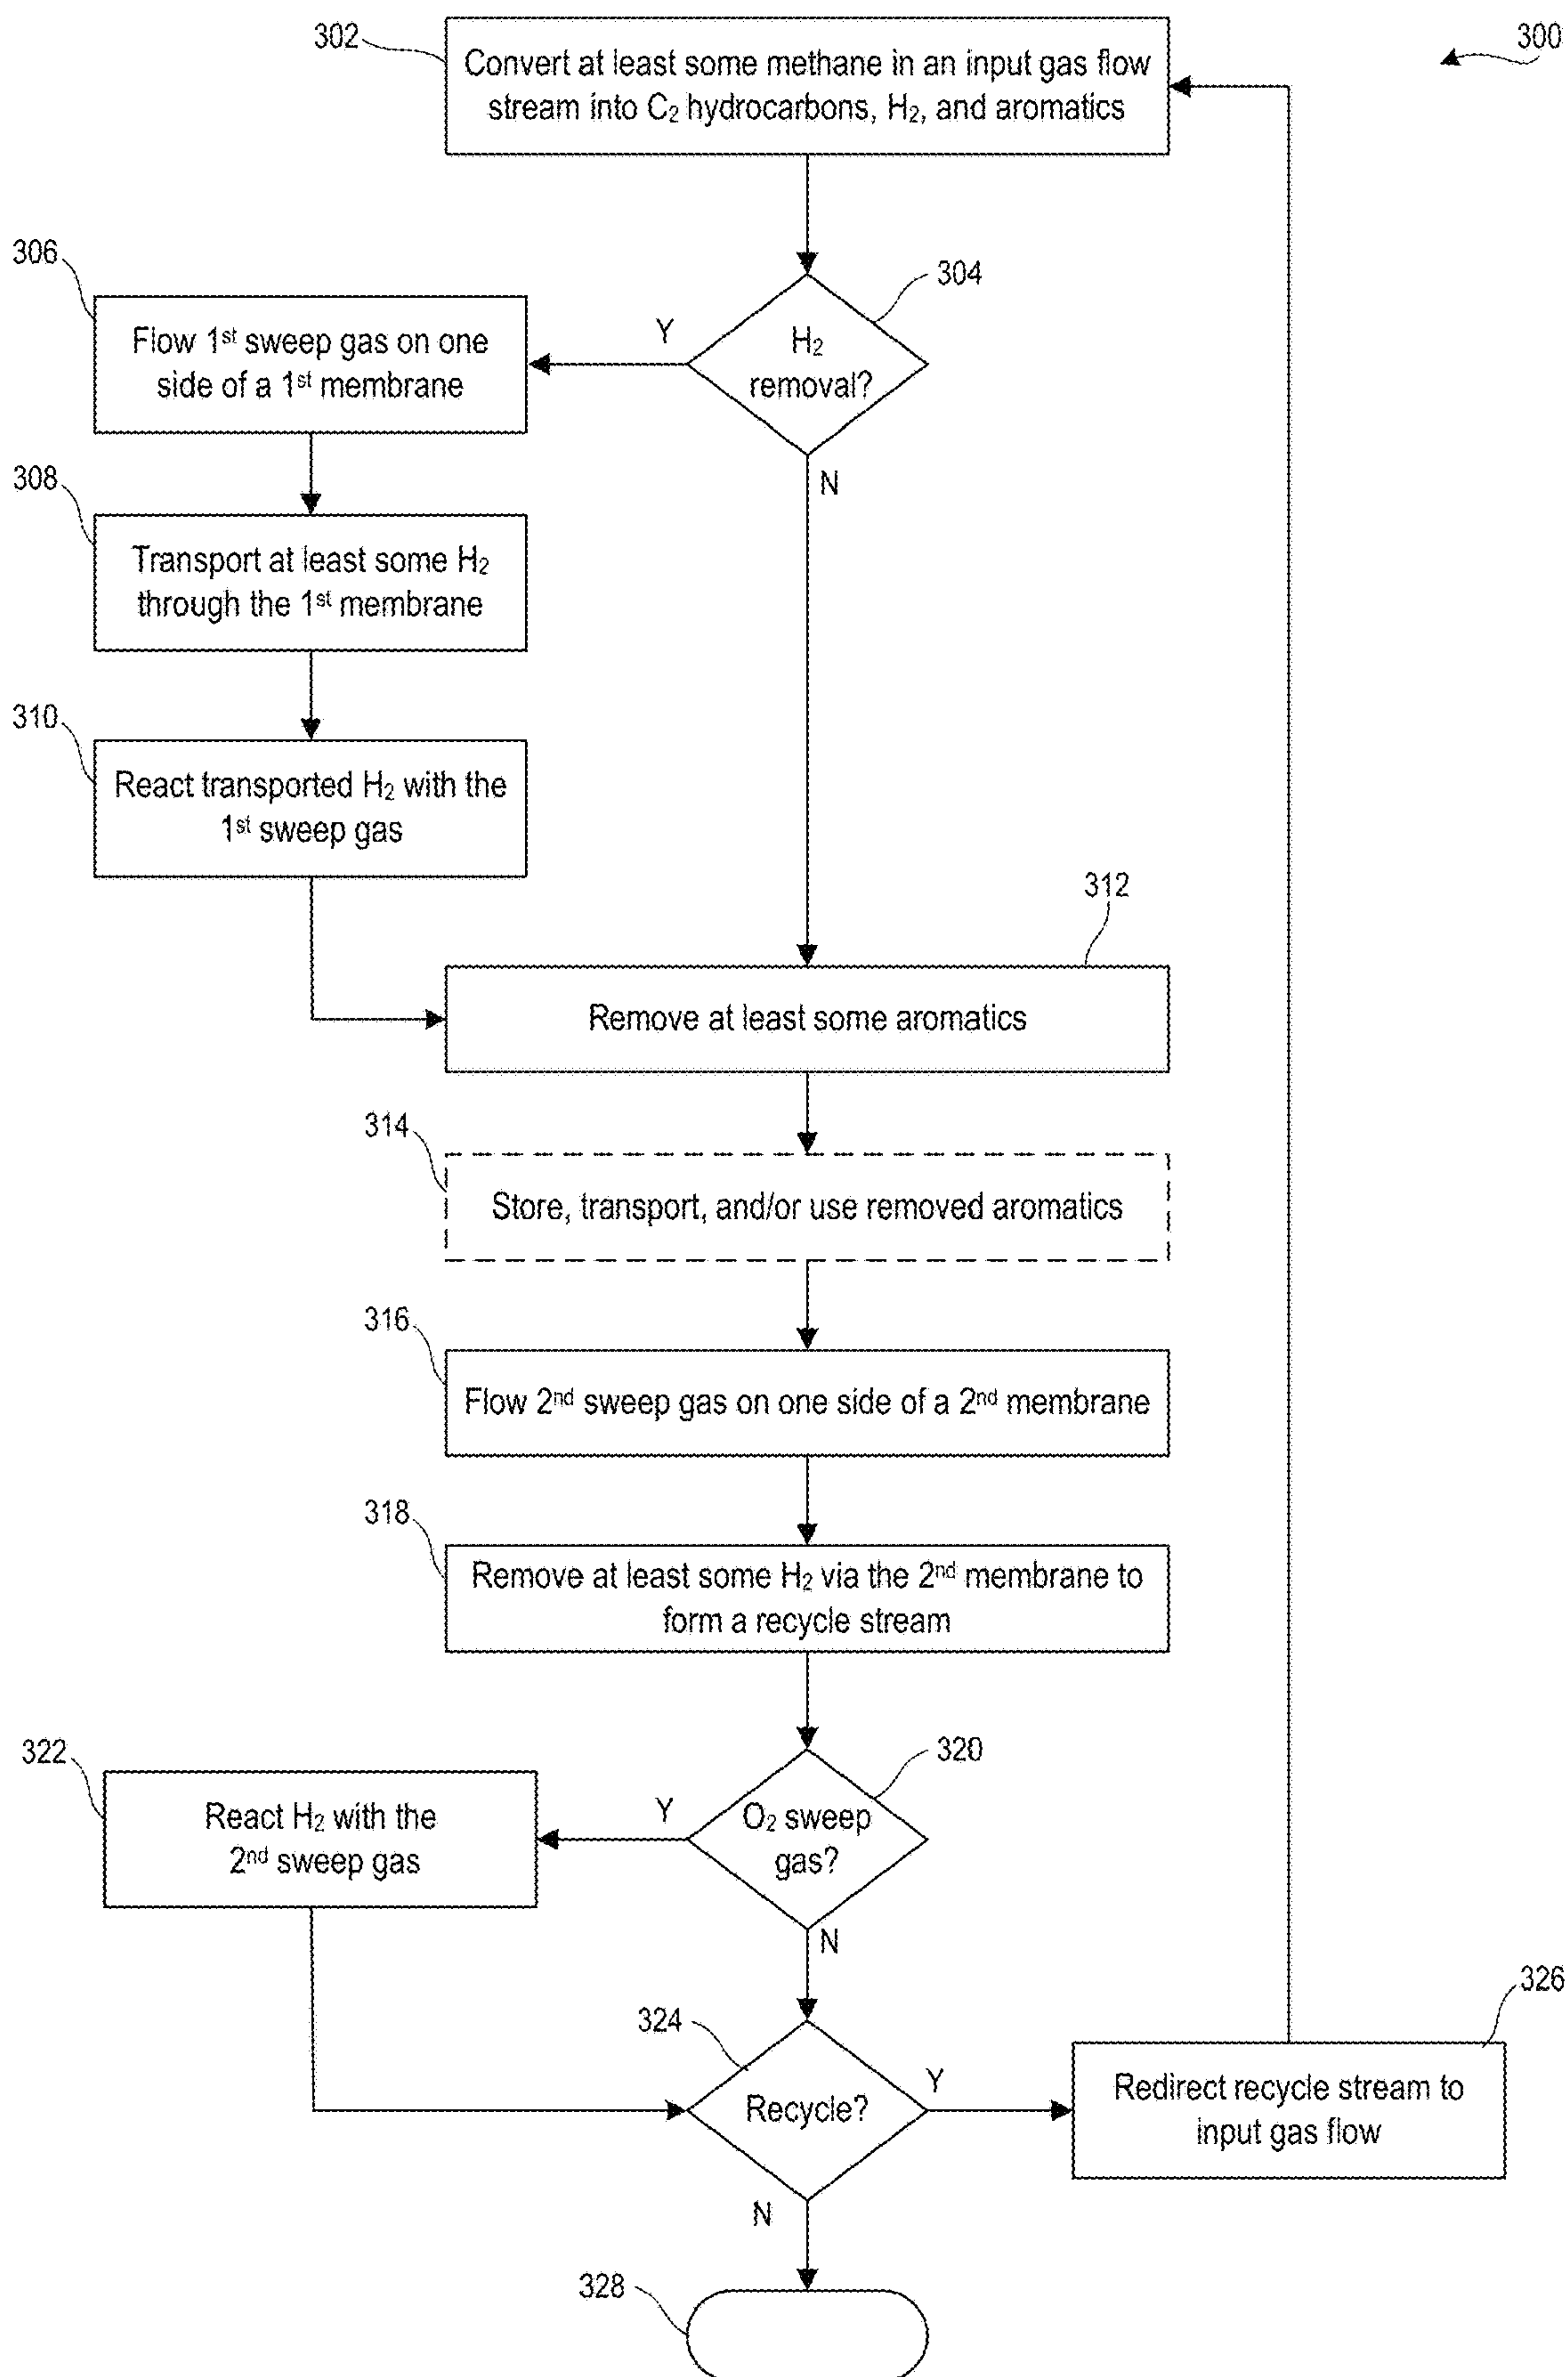 302
300
Convert at least some methane in an input gas flow
stream into C₂ hydrocarbons, H₂, and aromatics
304
H₂
removal?
Y
N
306
Flow 1ˢᵗ sweep gas on one
side of a 1ˢᵗ membrane
308
Transport at least some H₂
through the 1ˢᵗ membrane
310
React transported H₂ with the
1ˢᵗ sweep gas
312
Remove at least some aromatics
314
Store, transport, and/or use removed aromatics
316
Flow 2ⁿᵈ sweep gas on one side of a 2ⁿᵈ membrane
318
Remove at least some H₂ via the 2ⁿᵈ membrane to
form a recycle stream
320
O₂ sweep
gas?
Y
N
322
React H₂ with the
2ⁿᵈ sweep gas
324
Recycle?
Y
N
326
Redirect recycle stream to
input gas flow
328